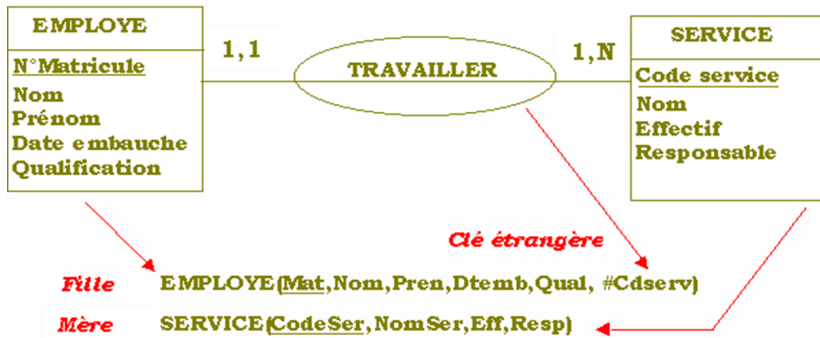 EMPLOYE
N°Matricule
Nom
Prénom
Date embauche
Qualification
1,1
TRAVAILLER
1,N
SERVICE
Code service
Nom
Effectif
Responsable
Clé étrangère
Fille EMPLOYE(Mat,Nom,Pren,Dtemb,Qual, #Cdserv)
Mère SERVICE(CodeSer,NomSer,Eff,Resp)